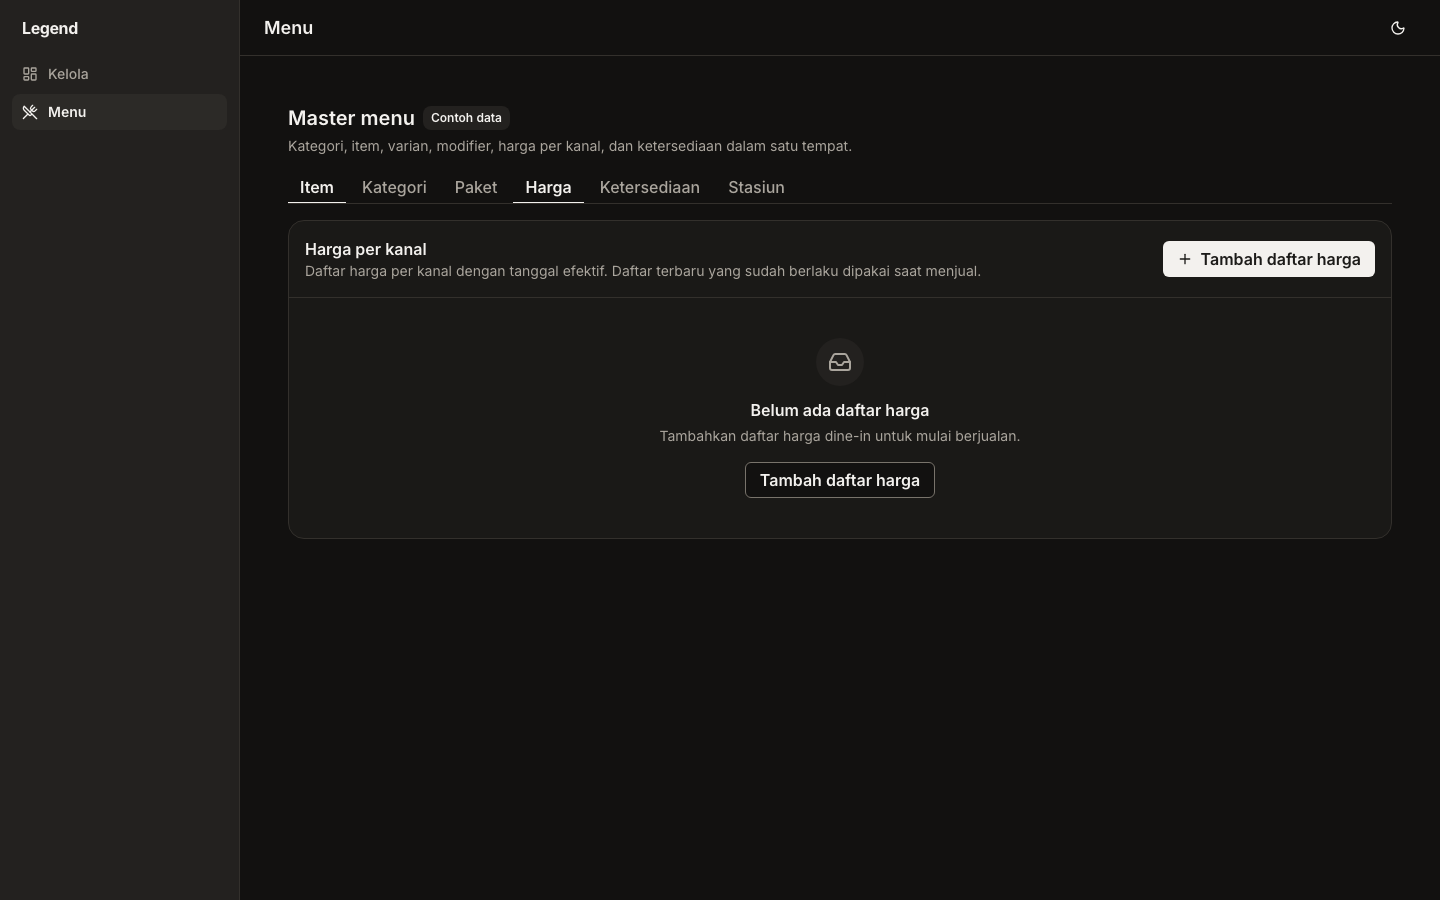 Legend
Menu
Kelola
Menu
Master menu
Contoh data
Kategori, item, varian, modifier, harga per kanal, dan ketersediaan dalam satu tempat.
Item
Kategori
Paket
Harga
Ketersediaan
Stasiun
Harga per kanal
Daftar harga per kanal dengan tanggal efektif. Daftar terbaru yang sudah berlaku dipakai saat menjual.
Tambah daftar harga
Belum ada daftar harga
Tambahkan daftar harga dine-in untuk mulai berjualan.
Tambah daftar harga